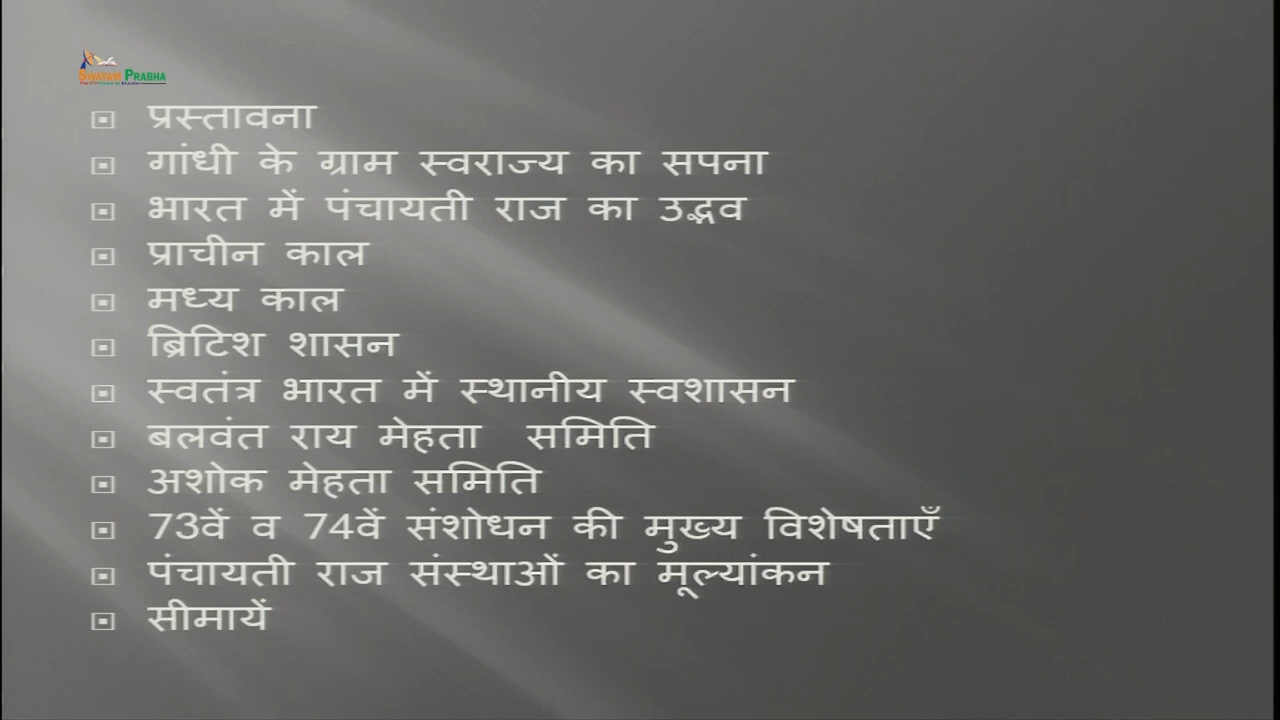 SWAYAM PRABHA
प्रस्तावना
गांधी के ग्राम स्वराज्य का सपना
भारत में पंचायती राज का उद्भव
प्राचीन काल
मध्य काल
ब्रिटिश शासन
स्वतंत्र भारत में स्थानीय स्वशासन
बलवंत राय मेहता समिति
अशोक मेहता समिति
73वें व 74वें संशोधन की मुख्य विशेषताएँ
पंचायती राज संस्थाओं का मूल्यांकन
सीमायें